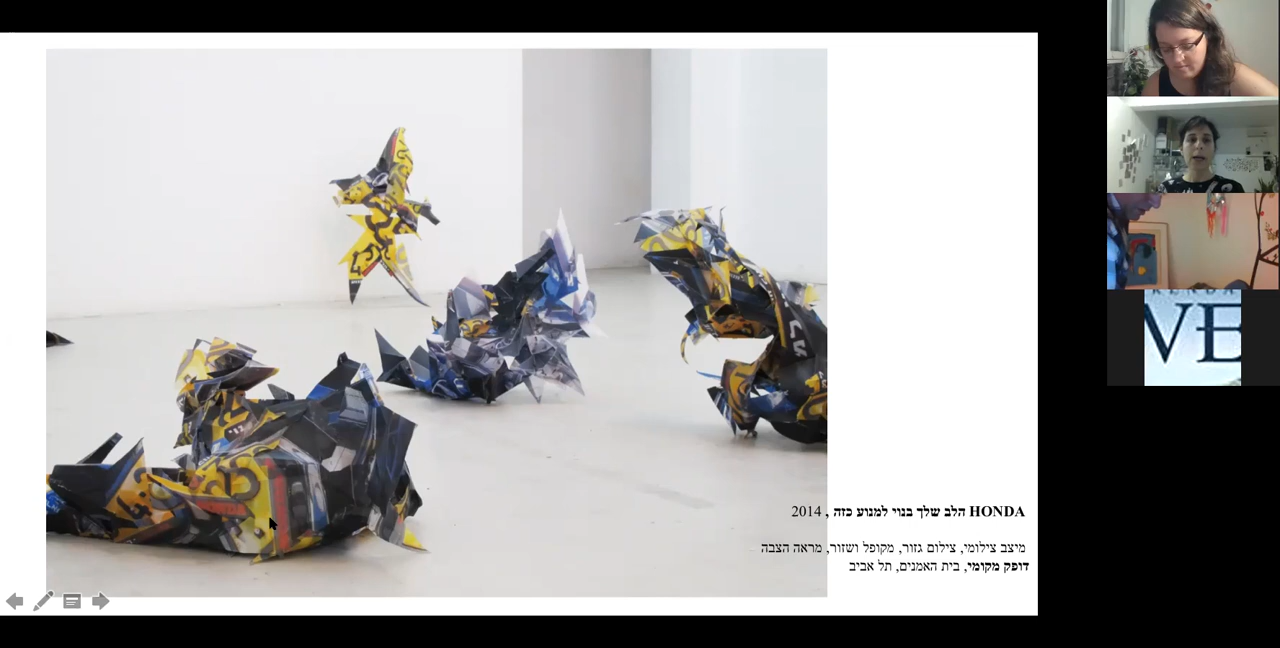 HONDA הלב שלך בנוי למנוע כזה , 2014
מיצב צילומי, צילום גזור, מקופל ושזור, מראה הצבה
דופק מקומי, בית האמנים, תל אביב
HONDA
VE